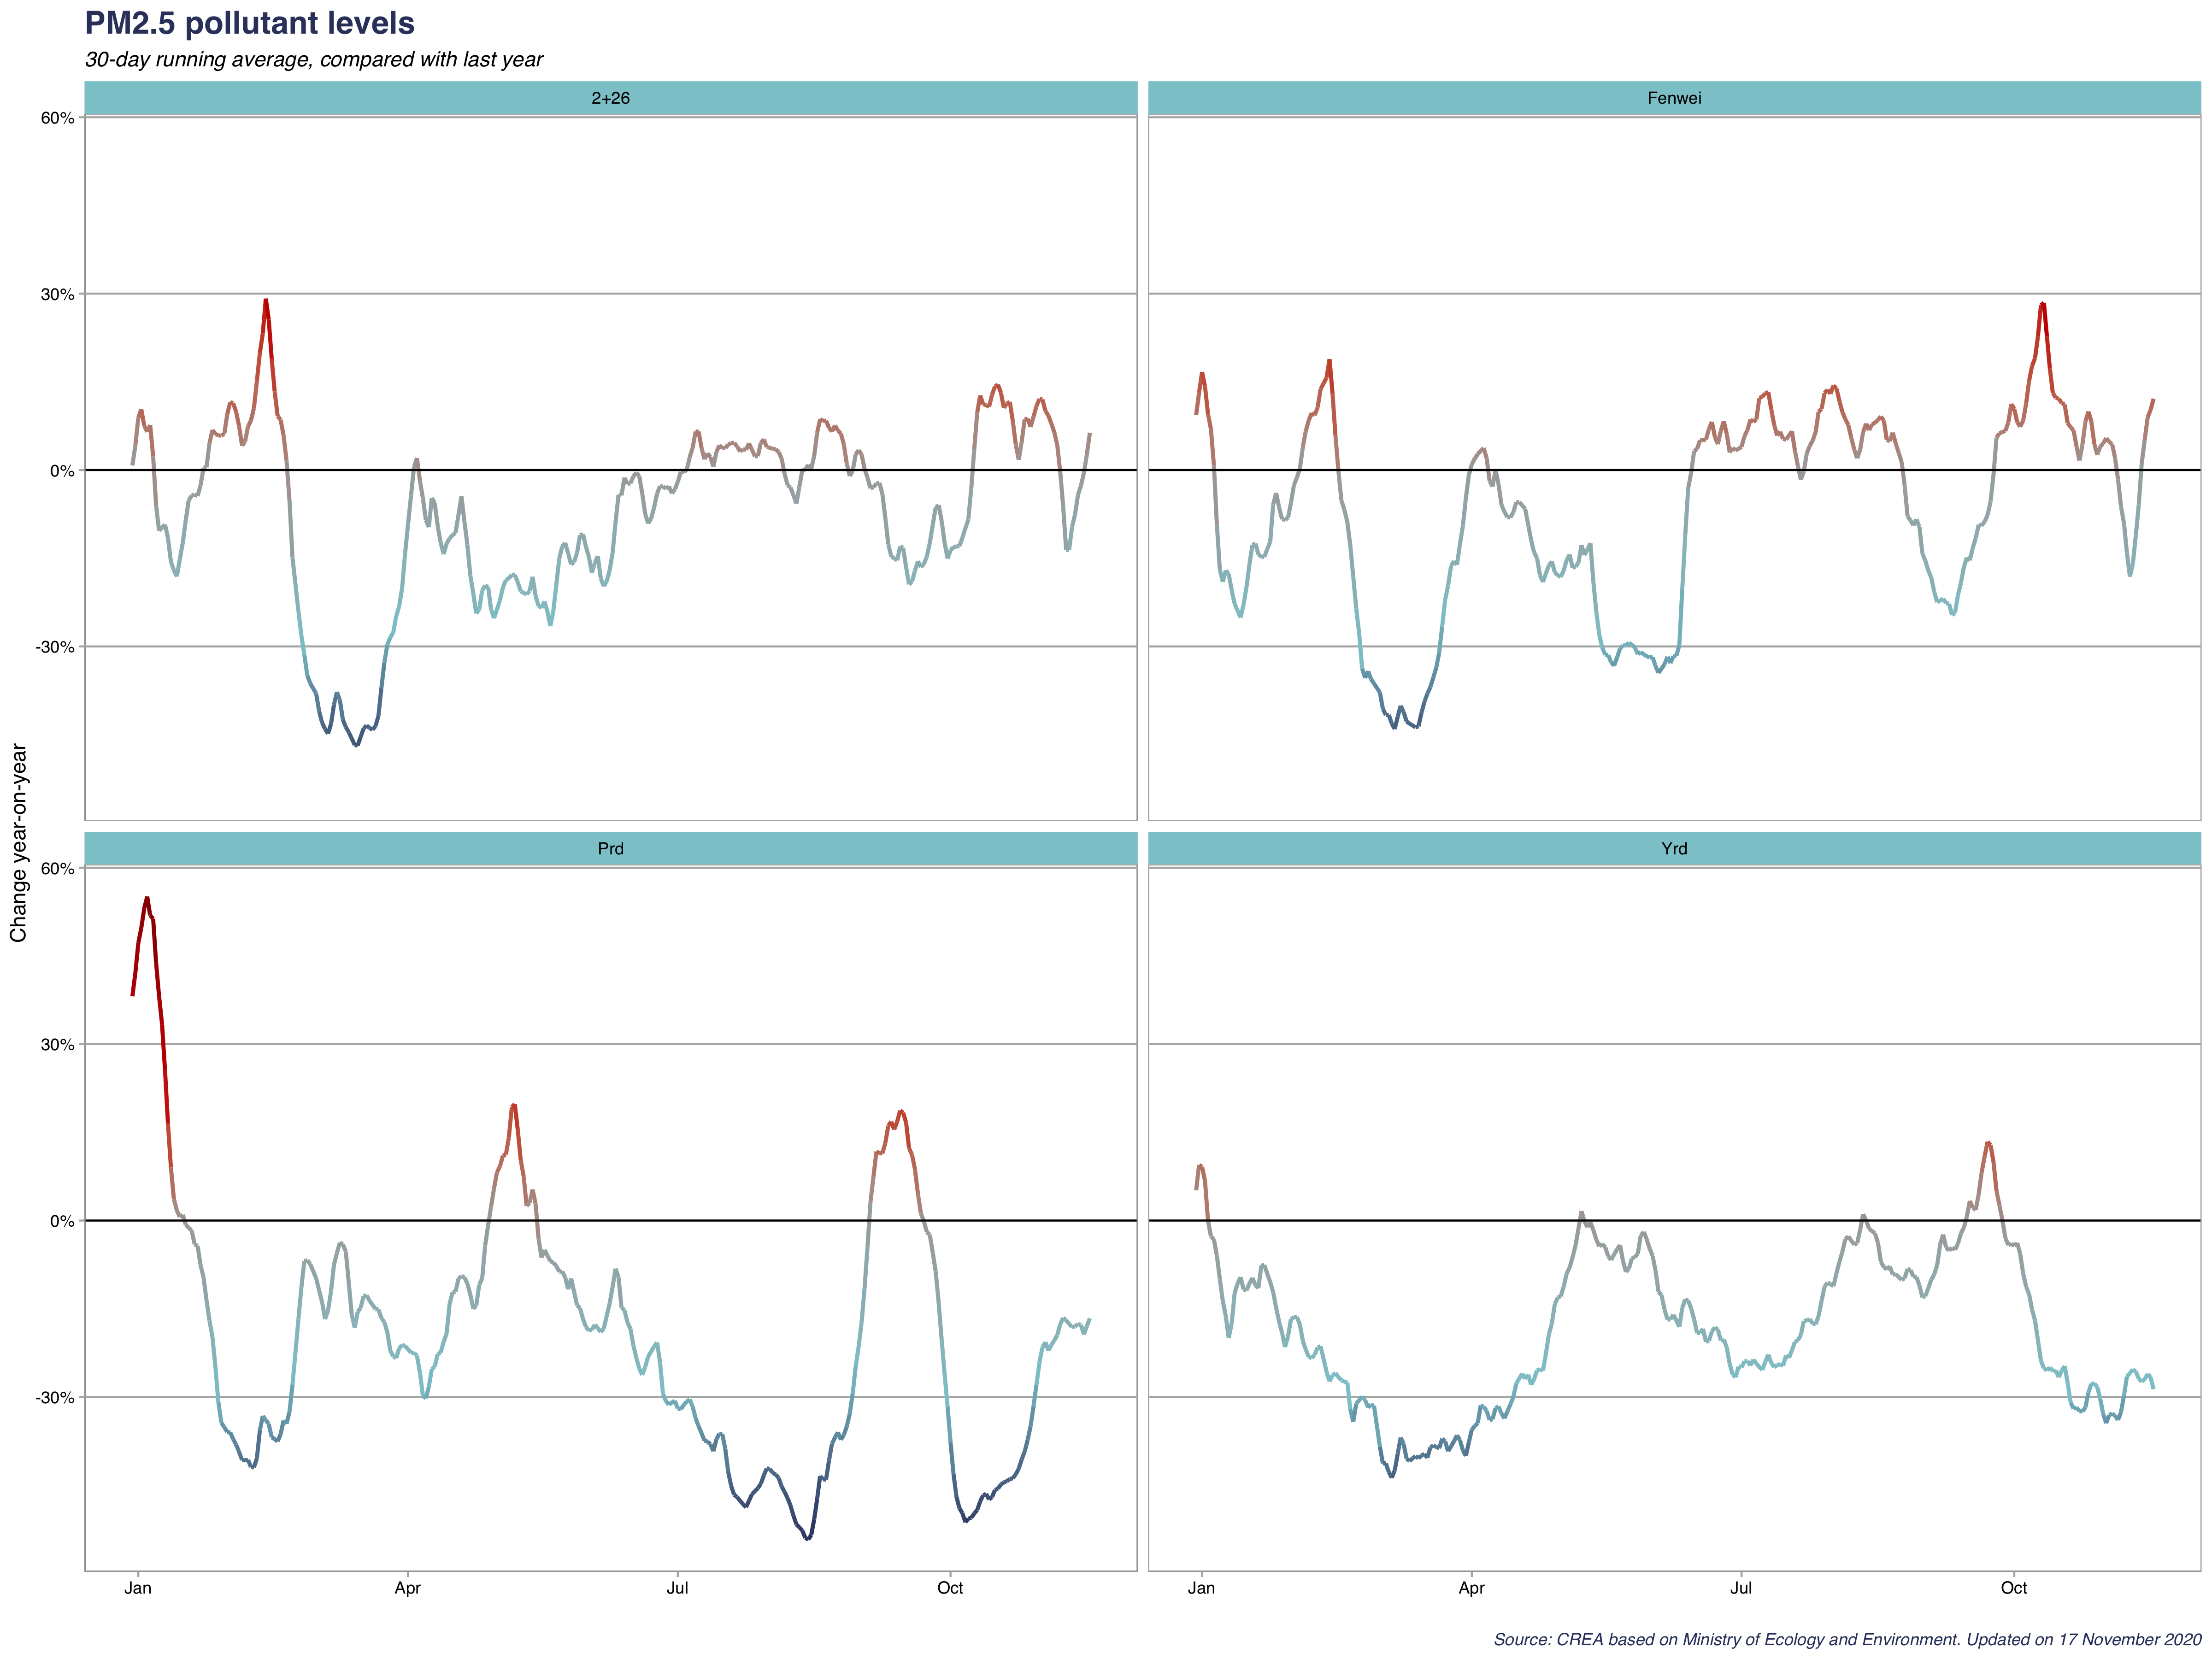 PM2.5 pollutant levels
30-day running average, compared with last year
2+26
Fenwei
60%
30%
0%
-30%
Change year-on-year
Prd
Yrd
60%
30%
0%
-30%
Jan
Apr
Jul
Oct
Jan
Apr
Jul
Oct
Source: CREA based on Ministry of Ecology and Environment. Updated on 17 November 2020